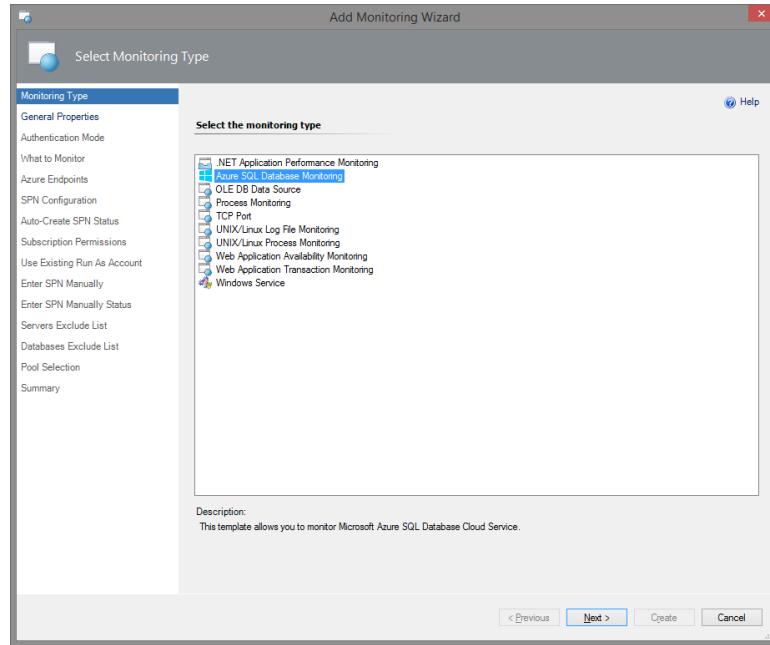 Add Monitoring Wizard
Select Monitoring Type
Monitoring Type
General Properties
Authentication Mode
What to Monitor
Azure Endpoints
SPN Configuration
Auto-Create SPN Status
Subscription Permissions
Use Existing Run As Account
Enter SPN Manually
Enter SPN Manually Status
Servers Exclude List
Databases Exclude List
Pool Selection
Summary
Help
Select the monitoring type
.NET Application Performance Monitoring
Azure SQL Database Monitoring
OLE DB Data Source
Process Monitoring
TCP Port
UNIX/Linux Log File Monitoring
UNIX/Linux Process Monitoring
Web Application Availability Monitoring
Web Application Transaction Monitoring
Windows Service
Description:
This template allows you to monitor Microsoft Azure SQL Database Cloud Service.
< Previous
Next >
Create
Cancel